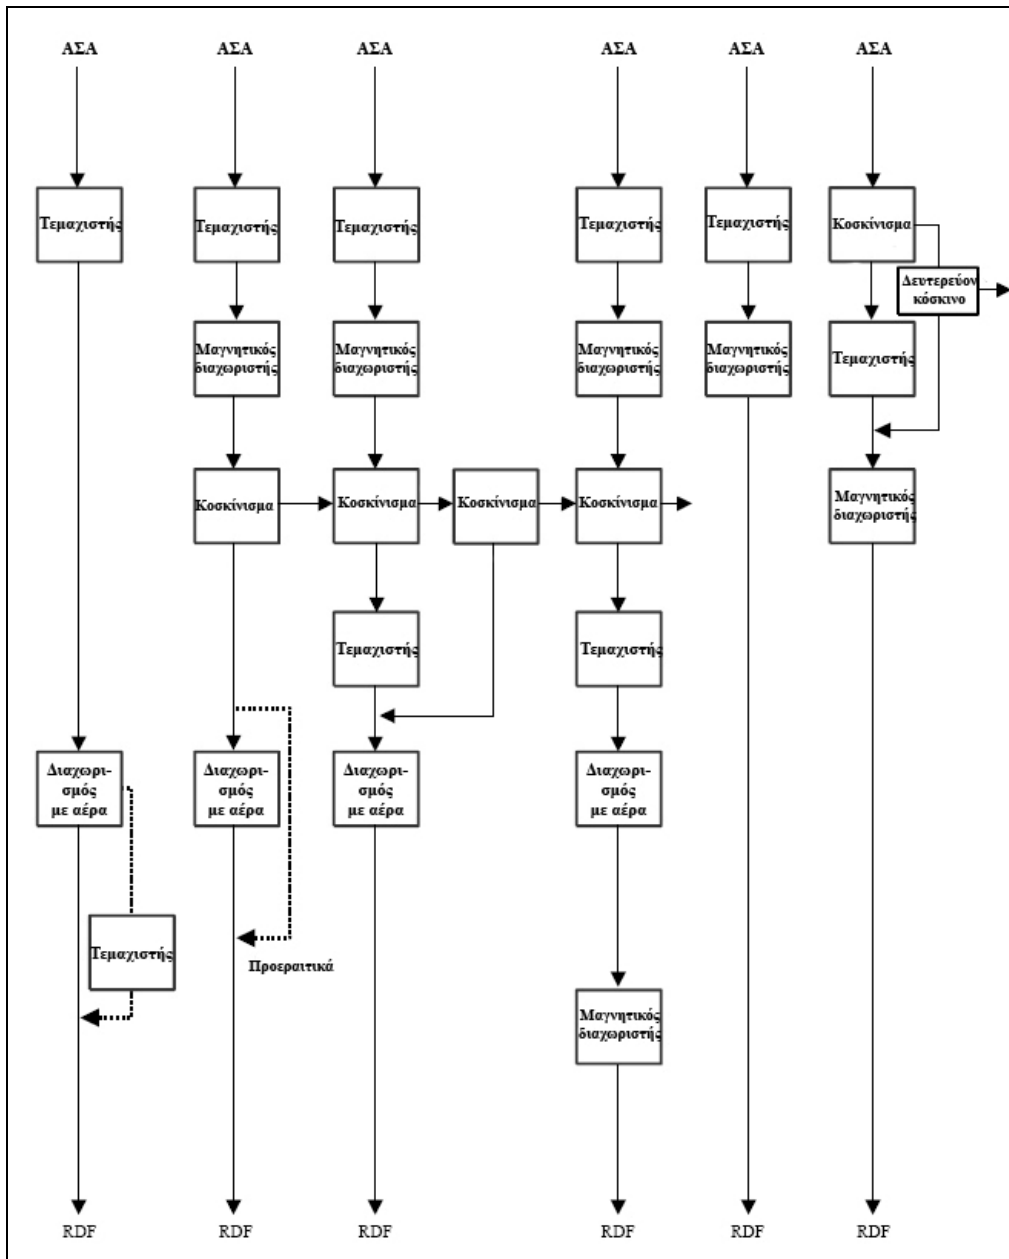 ΑΣΑ ΑΣΑ ΑΣΑ ΑΣΑ ΑΣΑ ΑΣΑ
Τεμαχιστής Τεμαχιστής Τεμαχιστής Τεμαχιστής Τεμαχιστής Κοσκίνισμα
Δευτερεύον
κόσκινο
Μαγνητικός
διαχωριστής
Μαγνητικός
διαχωριστής
Μαγνητικός
διαχωριστής
Μαγνητικός
διαχωριστής
Τεμαχιστής
Κοσκίνισμα Κοσκίνισμα Κοσκίνισμα Κοσκίνισμα
Μαγνητικός
διαχωριστής
Τεμαχιστής Τεμαχιστής
Διαχωρι-
σμός
με αέρα
Διαχωρι-
σμός
με αέρα
Διαχωρι-
σμός
με αέρα
Διαχωρι-
σμός
με αέρα
Τεμαχιστής
Προεραιτικά
Μαγνητικός
διαχωριστής
RDF RDF RDF RDF RDF RDF